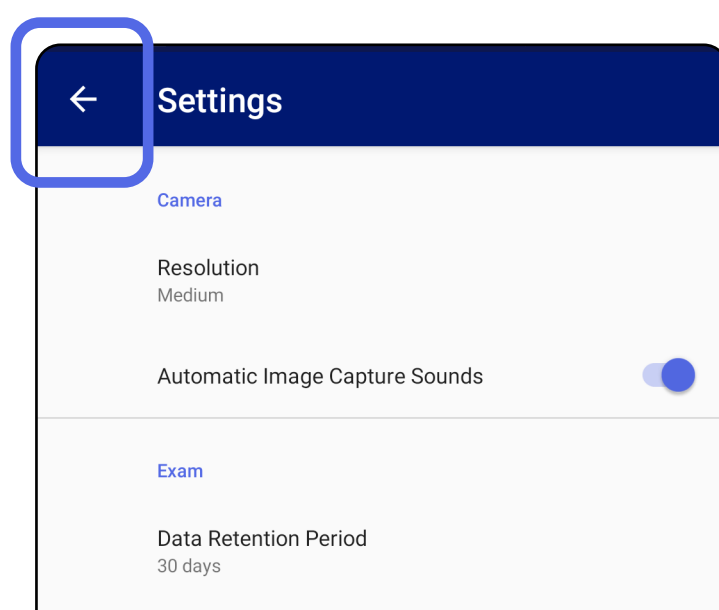 Settings
Camera
Resolution
Medium
Automatic Image Capture Sounds
Exam
Data Retention Period
30 days